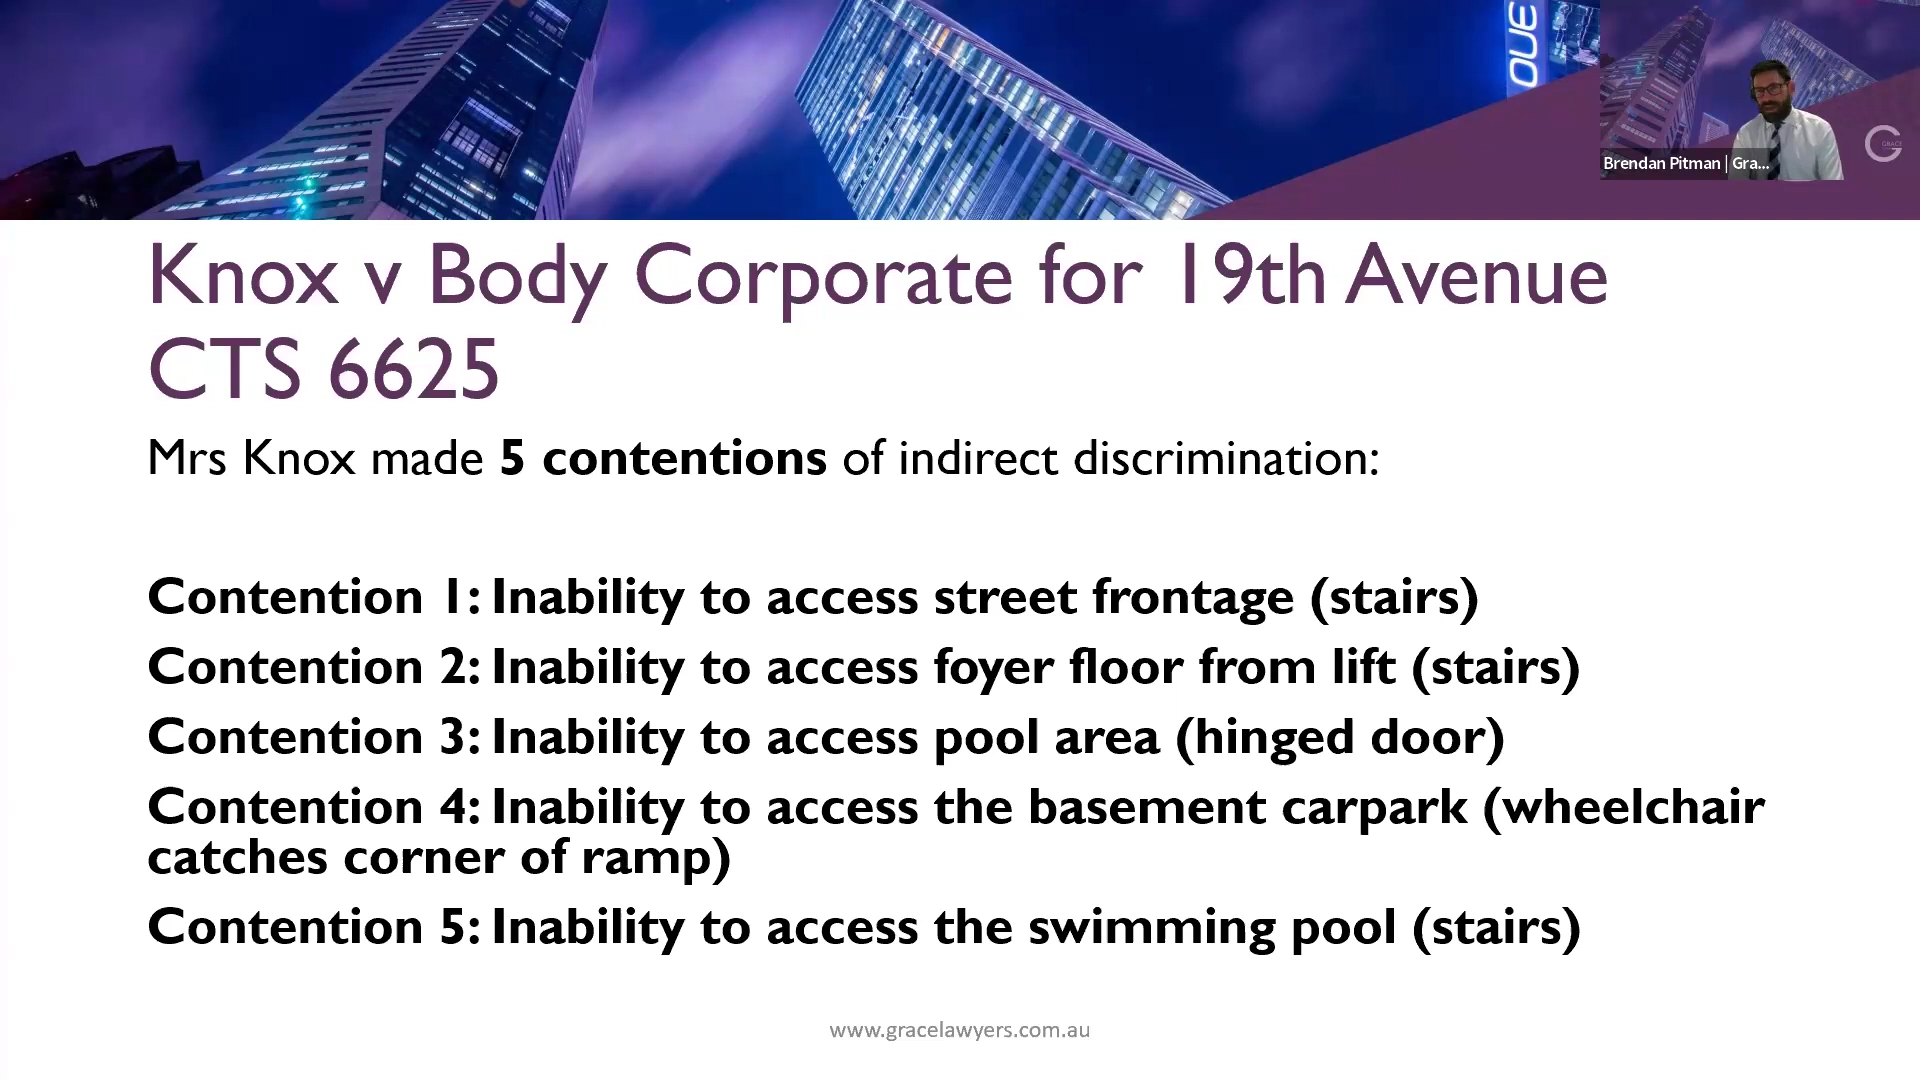 OUE
Brendan Pitman | Gra...
GRACE
Knox v Body Corporate for 19th Avenue
CTS 6625
Mrs Knox made 5 contentions of indirect discrimination:
Contention 1: Inability to access street frontage (stairs)
Contention 2: Inability to access foyer floor from lift (stairs)
Contention 3: Inability to access pool area (hinged door)
Contention 4: Inability to access the basement carpark (wheelchair
catches corner of ramp)
Contention 5: Inability to access the swimming pool (stairs)
www.gracelawyers.com.au